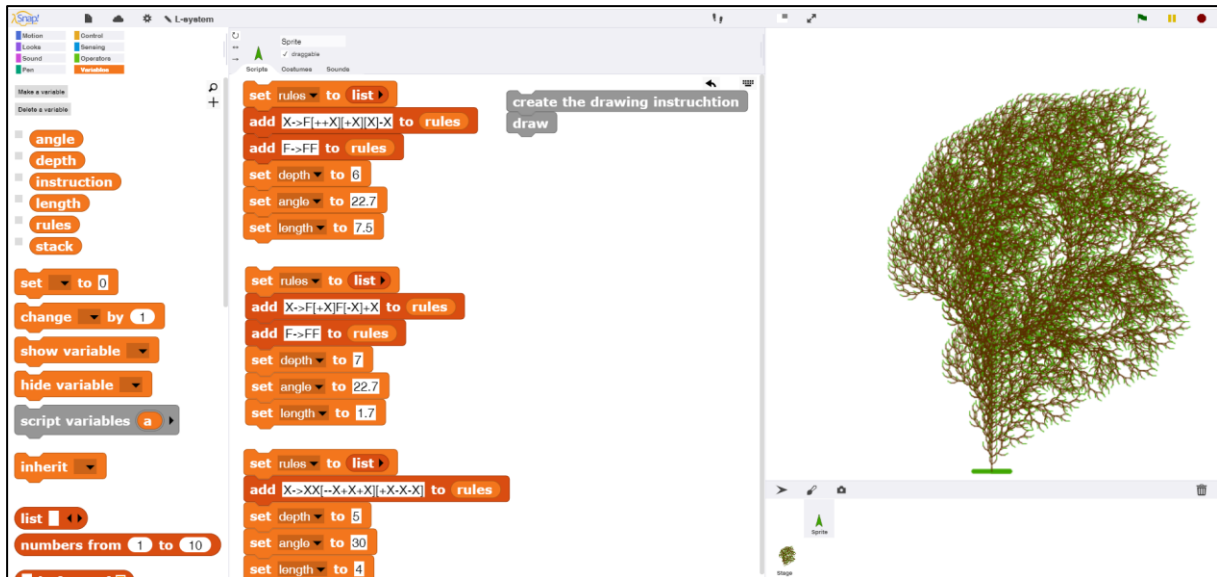 Snap!
L-system
Motion
Control
Looks
Sensing
Sound
Operators
Pen
Variables
Make a variable
Delete a variable
angle
depth
instruction
length
rules
stack
set to 0
change by 1
show variable
hide variable
script variables a
inherit
list
numbers from 1 to 10
Sprite
draggable
Scripts Costumes Sounds
set rules to list
add X->F[++X][+X][X]-X to rules
add F->FF to rules
set depth to 6
set angle to 22.7
set length to 7.5
set rules to list
add X->F[+X]F[-X]+X to rules
add F->FF to rules
set depth to 7
set angle to 22.7
set length to 1.7
set rules to list
add X->XX[--X+X+X][+X-X-X] to rules
set depth to 5
set angle to 30
set length to 4
create the drawing instruchtion
draw
Sprite
Stage